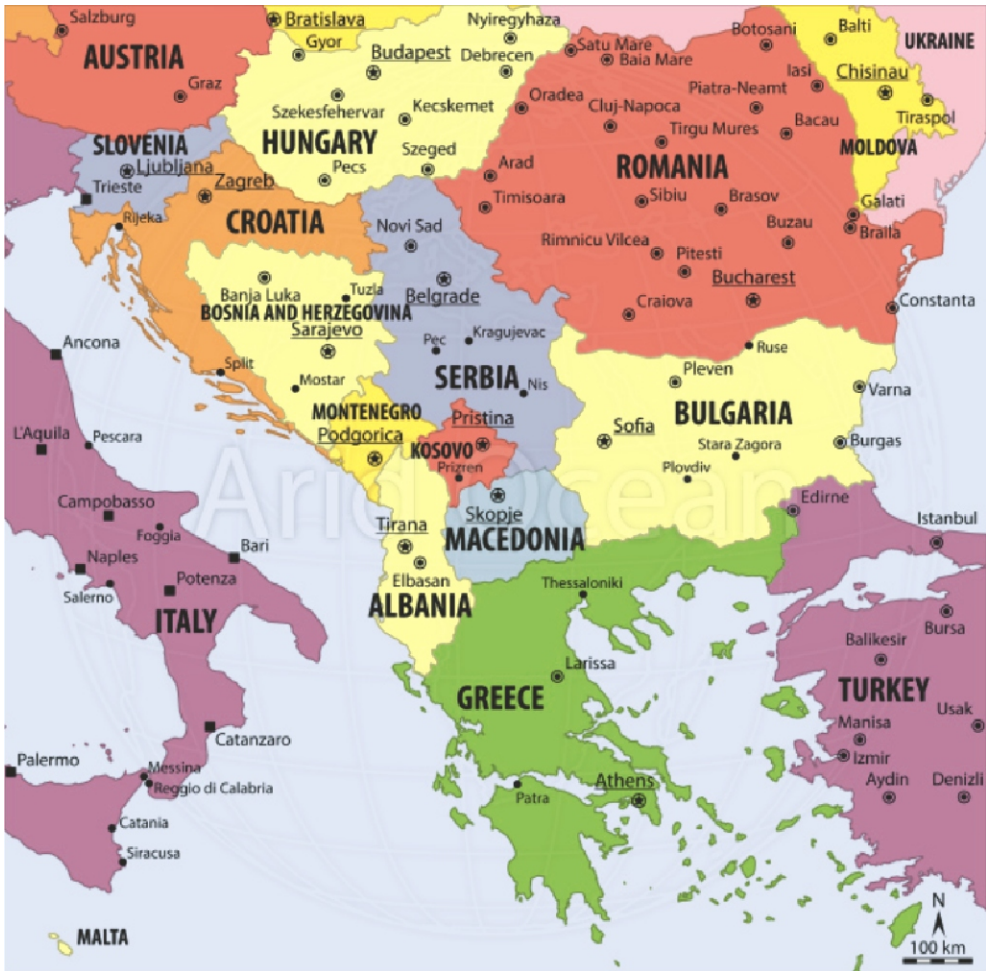 Salzburg
AUSTRIA
Graz
Bratislava
Gyor
Nyiregyhaza
Budapest
Debrecen
Szekesfehervar
Kecskemet
HUNGARY
Szeged
Pecs
Satu Mare
Baia Mare
Botosani
Balti
UKRAINE
Iasi
Chisinau
Piatra-Neamt
Oradea
Cluj-Napoca
Tiraspol
Tirgu Mures
Bacau
MOLDOVA
ROMANIA
Arad
Timisoara
Sibiu
Brasov
Galati
Braila
Buzau
Rimnicu Vilcea
Pitesti
Bucharest
Craiova
Constanta
SLOVENIA
Ljubljana
Trieste
Zagreb
Rijeka
CROATIA
Novi Sad
Belgrade
Banja Luka
Tuzla
BOSNIA AND HERZEGOVINA
Sarajevo
Pec
Kragujevac
SERBIA
Nis
Split
Mostar
MONTENEGRO
Podgorica
Pristina
KOSOVO
Prizren
Ruse
Pleven
Varna
BULGARIA
Sofia
Stara Zagora
Burgas
Plovdiv
Ancona
L'Aquila
Pescara
Arid Ocean
Campobasso
Foggia
Naples
Bari
Salerno
Potenza
ITALY
Skopje
MACEDONIA
Tirana
Elbasan
ALBANIA
Edirne
Istanbul
Thessaloniki
Bursa
Balikesir
Larissa
GREECE
TURKEY
Usak
Manisa
Izmir
Aydin
Denizli
Catanzaro
Palermo
Messina
Reggio di Calabria
Catania
Siracusa
Patra
Athens
MALTA
N
100 km